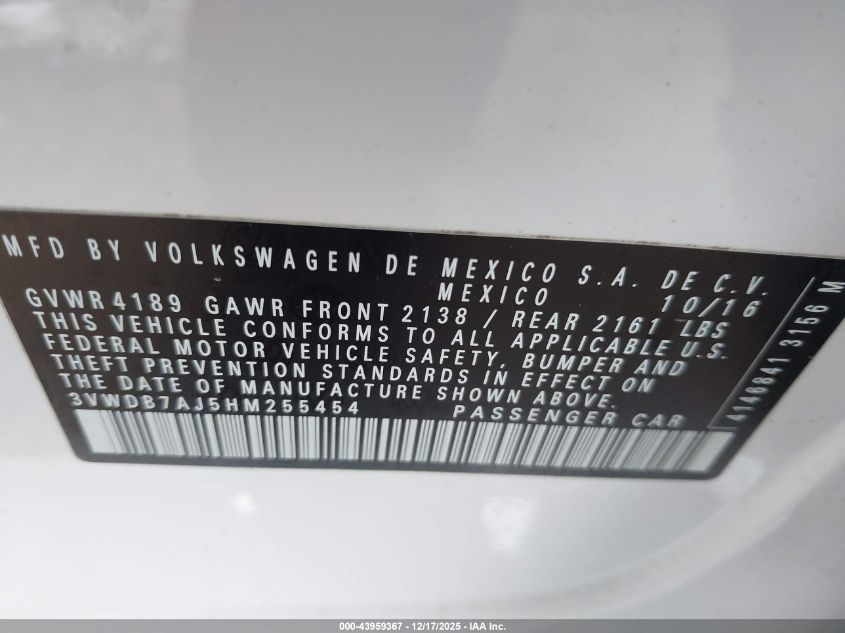 MFD BY VOLKSWAGEN DE MEXICO S.A. DE C.V.
MEXICO 10/16
GVWR 4189 GAWR FRONT 2138 / REAR 2161 LBS
THIS VEHICLE CONFORMS TO ALL APPLICABLE U.S.
FEDERAL MOTOR VEHICLE SAFETY, BUMPER AND
THEFT PREVENTION STANDARDS IN EFFECT ON
THE DATE OF MANUFACTURE SHOWN ABOVE.
3VWDB7AJ5HM255454 PASSENGER CAR
4146841 3156 M
000-43959367 - 12/17/2025 - IAA Inc.